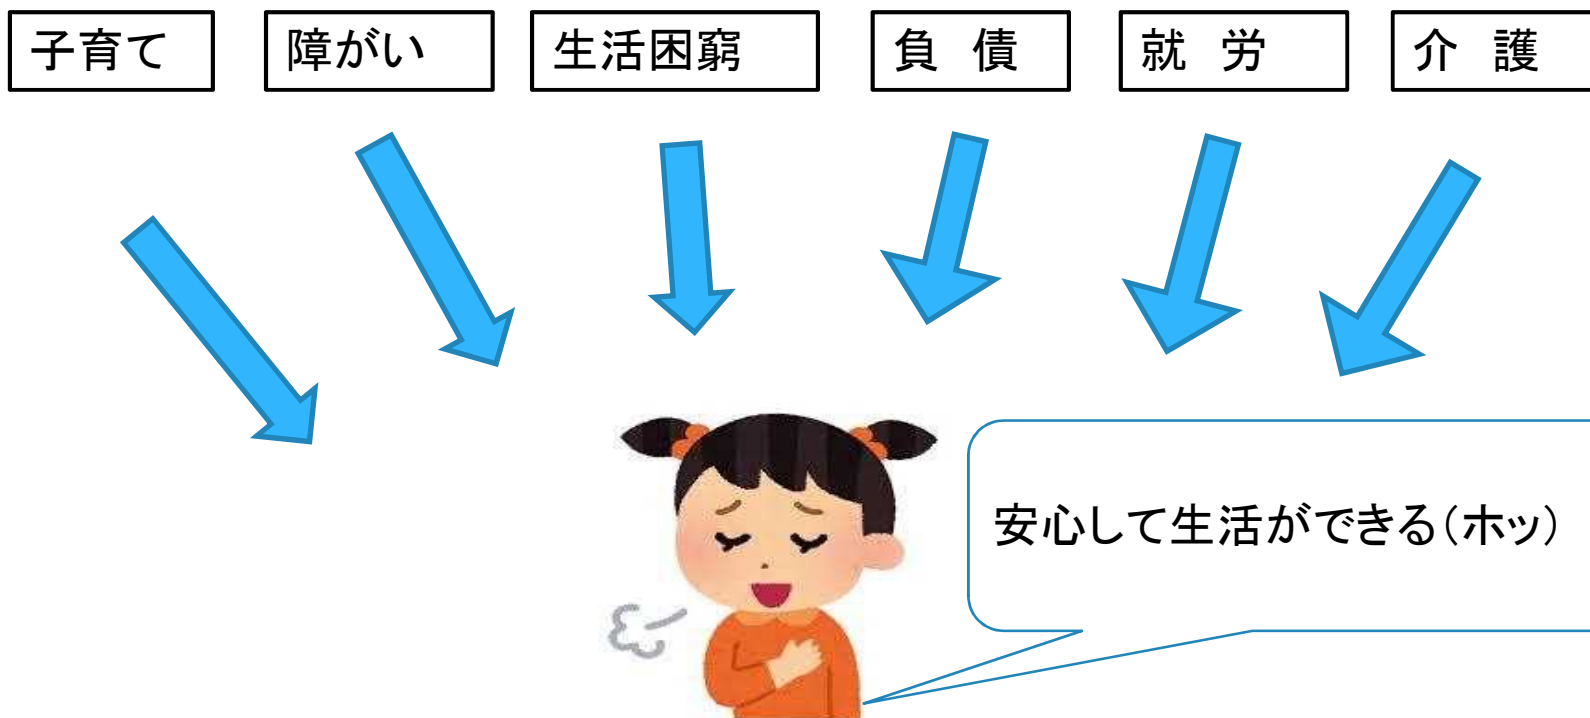 子育て
障がい
生活困窮
負　債
就　労
介　護
安心して生活ができる（ホッ）